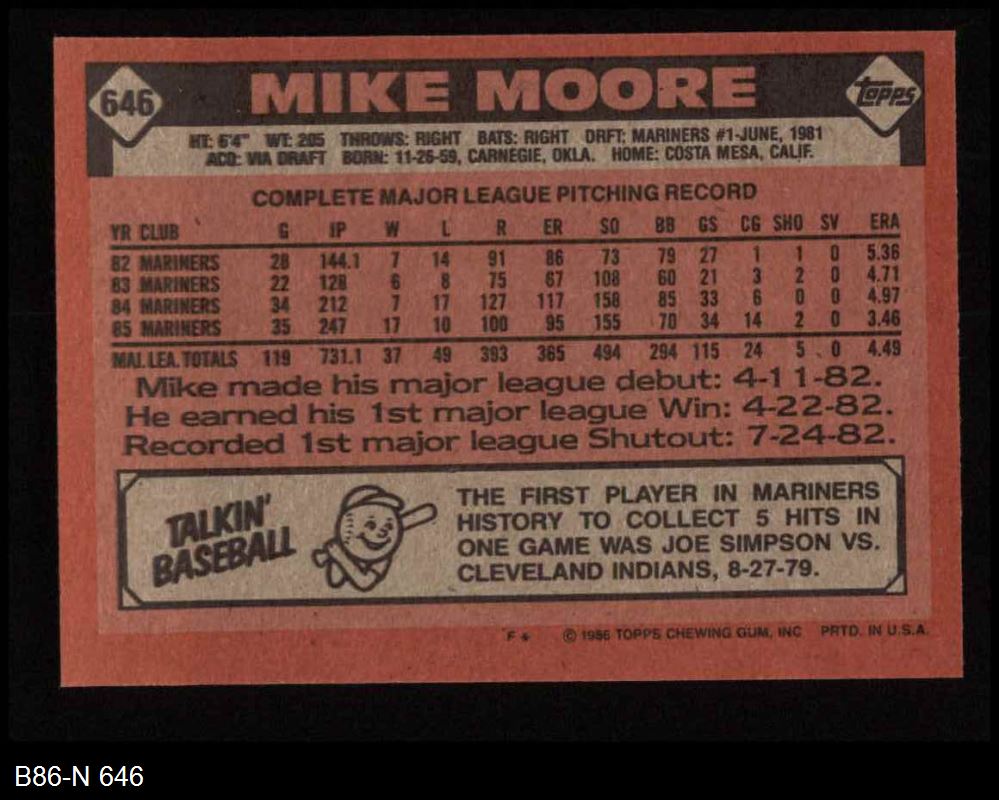 646 MIKE MOORE Topps
HT: 6'4" WT: 205 THROWS: RIGHT BATS: RIGHT DRFT: MARINERS #1-JUNE, 1981
ACQ: VIA DRAFT BORN: 11-26-59, CARNEGIE, OKLA. HOME: COSTA MESA, CALIF.
COMPLETE MAJOR LEAGUE PITCHING RECORD
YR CLUB G IP W L R ER SO BB GS CG SHO SV ERA
82 MARINERS 28 144.1 7 14 91 86 73 79 27 1 1 0 5.36
83 MARINERS 22 128 6 8 75 67 108 60 21 3 2 0 4.71
84 MARINERS 34 212 7 17 127 117 158 85 33 6 0 0 4.97
85 MARINERS 35 247 17 10 100 95 155 70 34 14 2 0 3.46
MAJ. LEA. TOTALS 119 731.1 37 49 393 365 494 294 115 24 5 0 4.49
Mike made his major league debut: 4-11-82.
He earned his 1st major league Win: 4-22-82.
Recorded 1st major league Shutout: 7-24-82.
TALKIN'
BASEBALL
THE FIRST PLAYER IN MARINERS
HISTORY TO COLLECT 5 HITS IN
ONE GAME WAS JOE SIMPSON VS.
CLEVELAND INDIANS, 8-27-79.
F* © 1986 TOPPS CHEWING GUM, INC PRTD. IN U.S.A.
B86-N 646